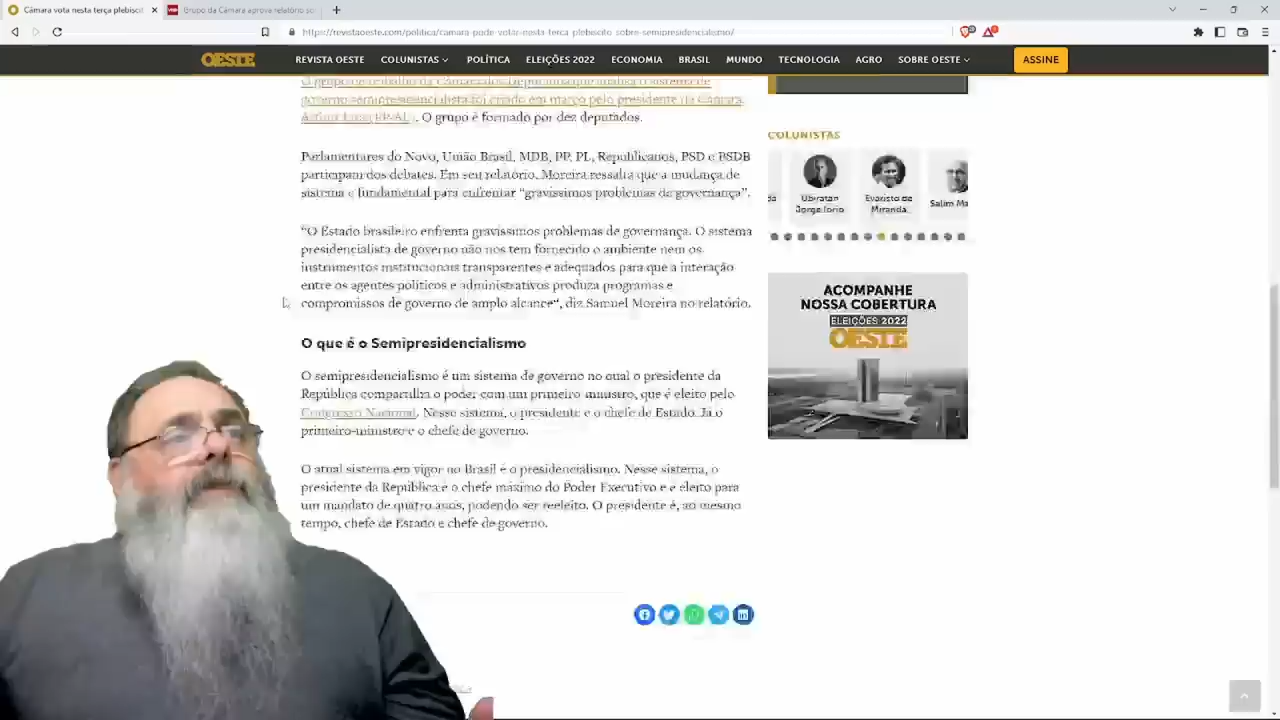 Câmara vota nesta terça plebiscit
Grupo da Câmara aprova relatório so
https://revistaoeste.com/politica/camara-pode-votar-nesta-terca-plebiscito-sobre-semipresidencialismo/
OESTE
REVISTA OESTE
COLUNISTAS
POLÍTICA
ELEIÇÕES 2022
ECONOMIA
BRASIL
MUNDO
TECNOLOGIA
AGRO
SOBRE OESTE
ASSINE
O grupo de trabalho da Câmara dos Deputados que analisa o sistema de
governo semipresidencialista foi criado em março pelo presidente da Câmara,
Arthur Lira (PP-AL). O grupo é formado por dez deputados.
Parlamentares do Novo, União Brasil, MDB, PP, PL, Republicanos, PSD e PSDB
participam dos debates. Em seu relatório, Moreira ressalta que a mudança de
sistema é fundamental para enfrentar “gravíssimos problemas de governança”.
“O Estado brasileiro enfrenta gravíssimos problemas de governança. O sistema
presidencialista de governo não nos tem fornecido o ambiente nem os
instrumentos institucionais transparentes e adequados para que a interação
entre os agentes políticos e administrativos produza programas e
compromissos de governo de amplo alcance“, diz Samuel Moreira no relatório.
O que é o Semipresidencialismo
O semipresidencialismo é um sistema de governo no qual o presidente da
República compartilha o poder com um primeiro-ministro, que é eleito pelo
Congresso Nacional. Nesse sistema, o presidente é o chefe de Estado. Já o
primeiro-ministro é o chefe de governo.
O atual sistema em vigor no Brasil é o presidencialismo. Nesse sistema, o
presidente da República é o chefe máximo do Poder Executivo e é eleito para
um mandato de quatro anos, podendo ser reeleito. O presidente é, ao mesmo
tempo, chefe de Estado e chefe de governo.
COLUNISTAS
Ubiratan
Jorge Iorio
Evaristo de
Miranda
Salim Ma
ACOMPANHE
NOSSA COBERTURA
ELEIÇÕES 2022
OESTE